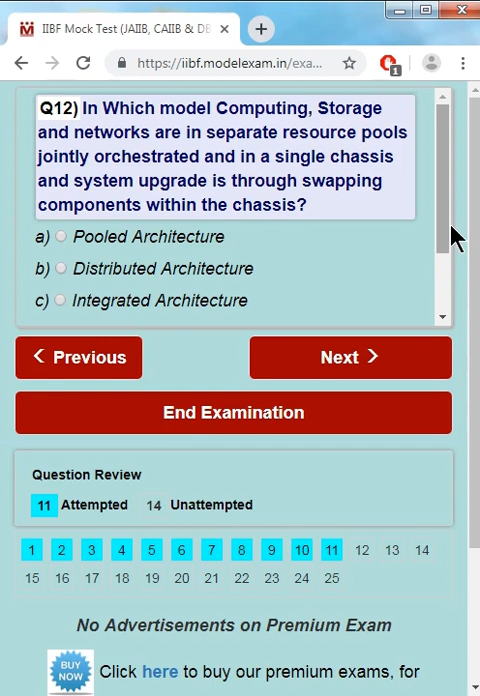 IIBF Mock Test (JAIIB, CAIIB & DB
https://iibf.modelexam.in/exa...
1
Q12) In Which model Computing, Storage
and networks are in separate resource pools
jointly orchestrated and in a single chassis
and system upgrade is through swapping
components within the chassis?
a) Pooled Architecture
b) Distributed Architecture
c) Integrated Architecture
< Previous
Next >
End Examination
Question Review
11 Attempted 14 Unattempted
1 2 3 4 5 6 7 8 9 10 11 12 13 14
15 16 17 18 19 20 21 22 23 24 25
No Advertisements on Premium Exam
BUY
NOW
Click here to buy our premium exams, for